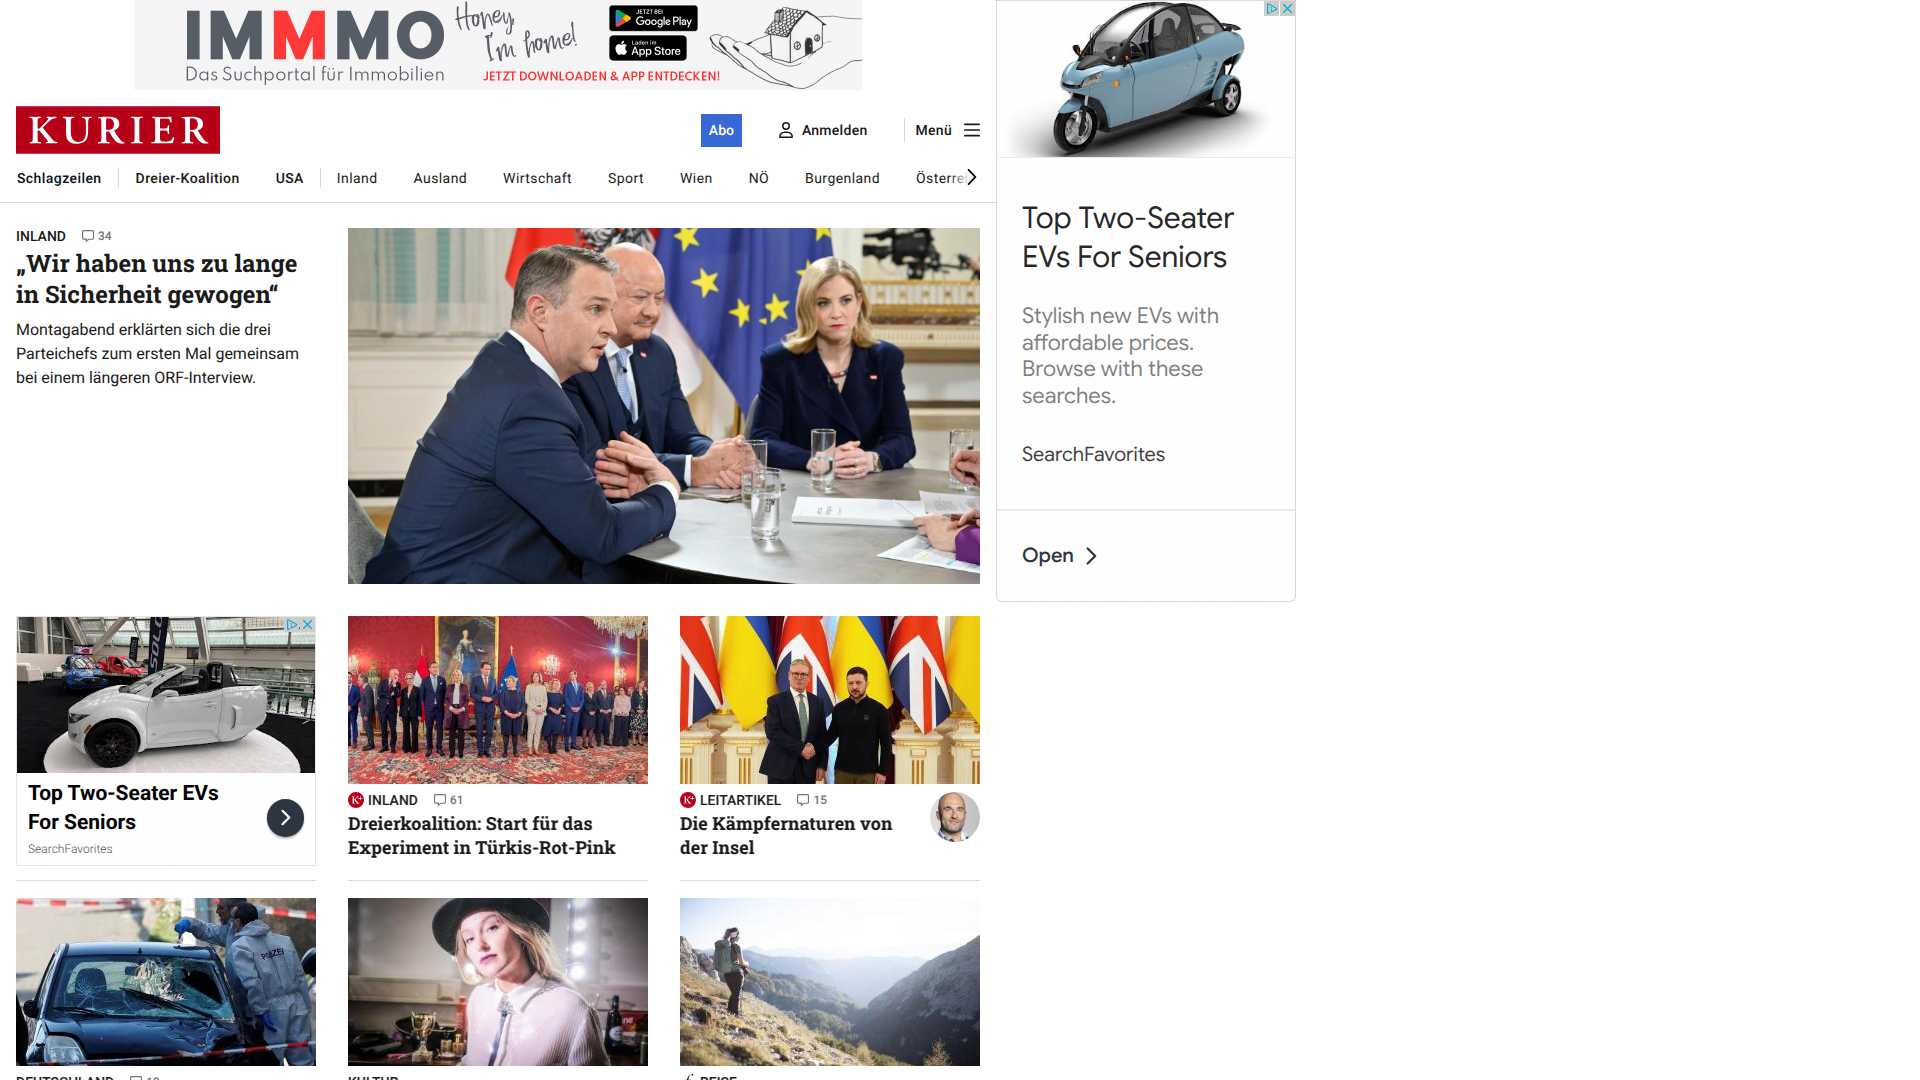 IMMMO
Das Suchportal für Immobilien
Honey,
I'm home!
JETZT BEI
Google Play
Laden im
App Store
JETZT DOWNLOADEN & APP ENTDECKEN!
KURIER
Abo
Anmelden
Menü
Schlagzeilen
Dreier-Koalition
USA
Inland
Ausland
Wirtschaft
Sport
Wien
NÖ
Burgenland
Österre
INLAND 34
„Wir haben uns zu lange
in Sicherheit gewogen“
Montagabend erklärten sich die drei
Parteichefs zum ersten Mal gemeinsam
bei einem längeren ORF-Interview.
Top Two-Seater
EVs For Seniors
Stylish new EVs with
affordable prices.
Browse with these
searches.
SearchFavorites
Open
SOLO
Top Two-Seater EVs
For Seniors
SearchFavorites
K+ INLAND 61
Dreierkoalition: Start für das
Experiment in Türkis-Rot-Pink
K+ LEITARTIKEL 15
Die Kämpfernaturen von
der Insel
POLIZEI
DEUTSCHLAND
KULTUR
REISE